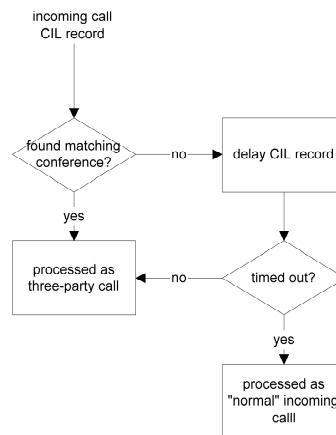 incoming call
CIL record
found matching
conference?
no
delay CIL record
yes
processed as
three-party call
no
timed out?
yes
processed as
"normal" incoming
calll